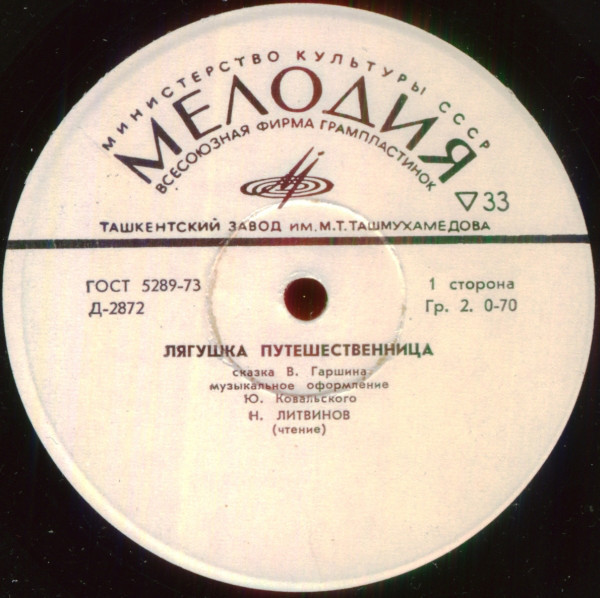 МИНИСТЕРСТВО КУЛЬТУРЫ СССР
МЕЛОДИЯ
ВСЕСОЮЗНАЯ ФИРМА ГРАМПЛАСТИНОК
▽33
ТАШКЕНТСКИЙ ЗАВОД ИМ. М.Т. ТАШМУХАМЕДОВА
ГОСТ 5289-73
Д-2872
1 сторона
Гр. 2. 0-70
ЛЯГУШКА ПУТЕШЕСТВЕННИЦА
сказка В. Гаршина
музыкальное оформление
Ю. Ковальского
Н. ЛИТВИНОВ
(чтение)